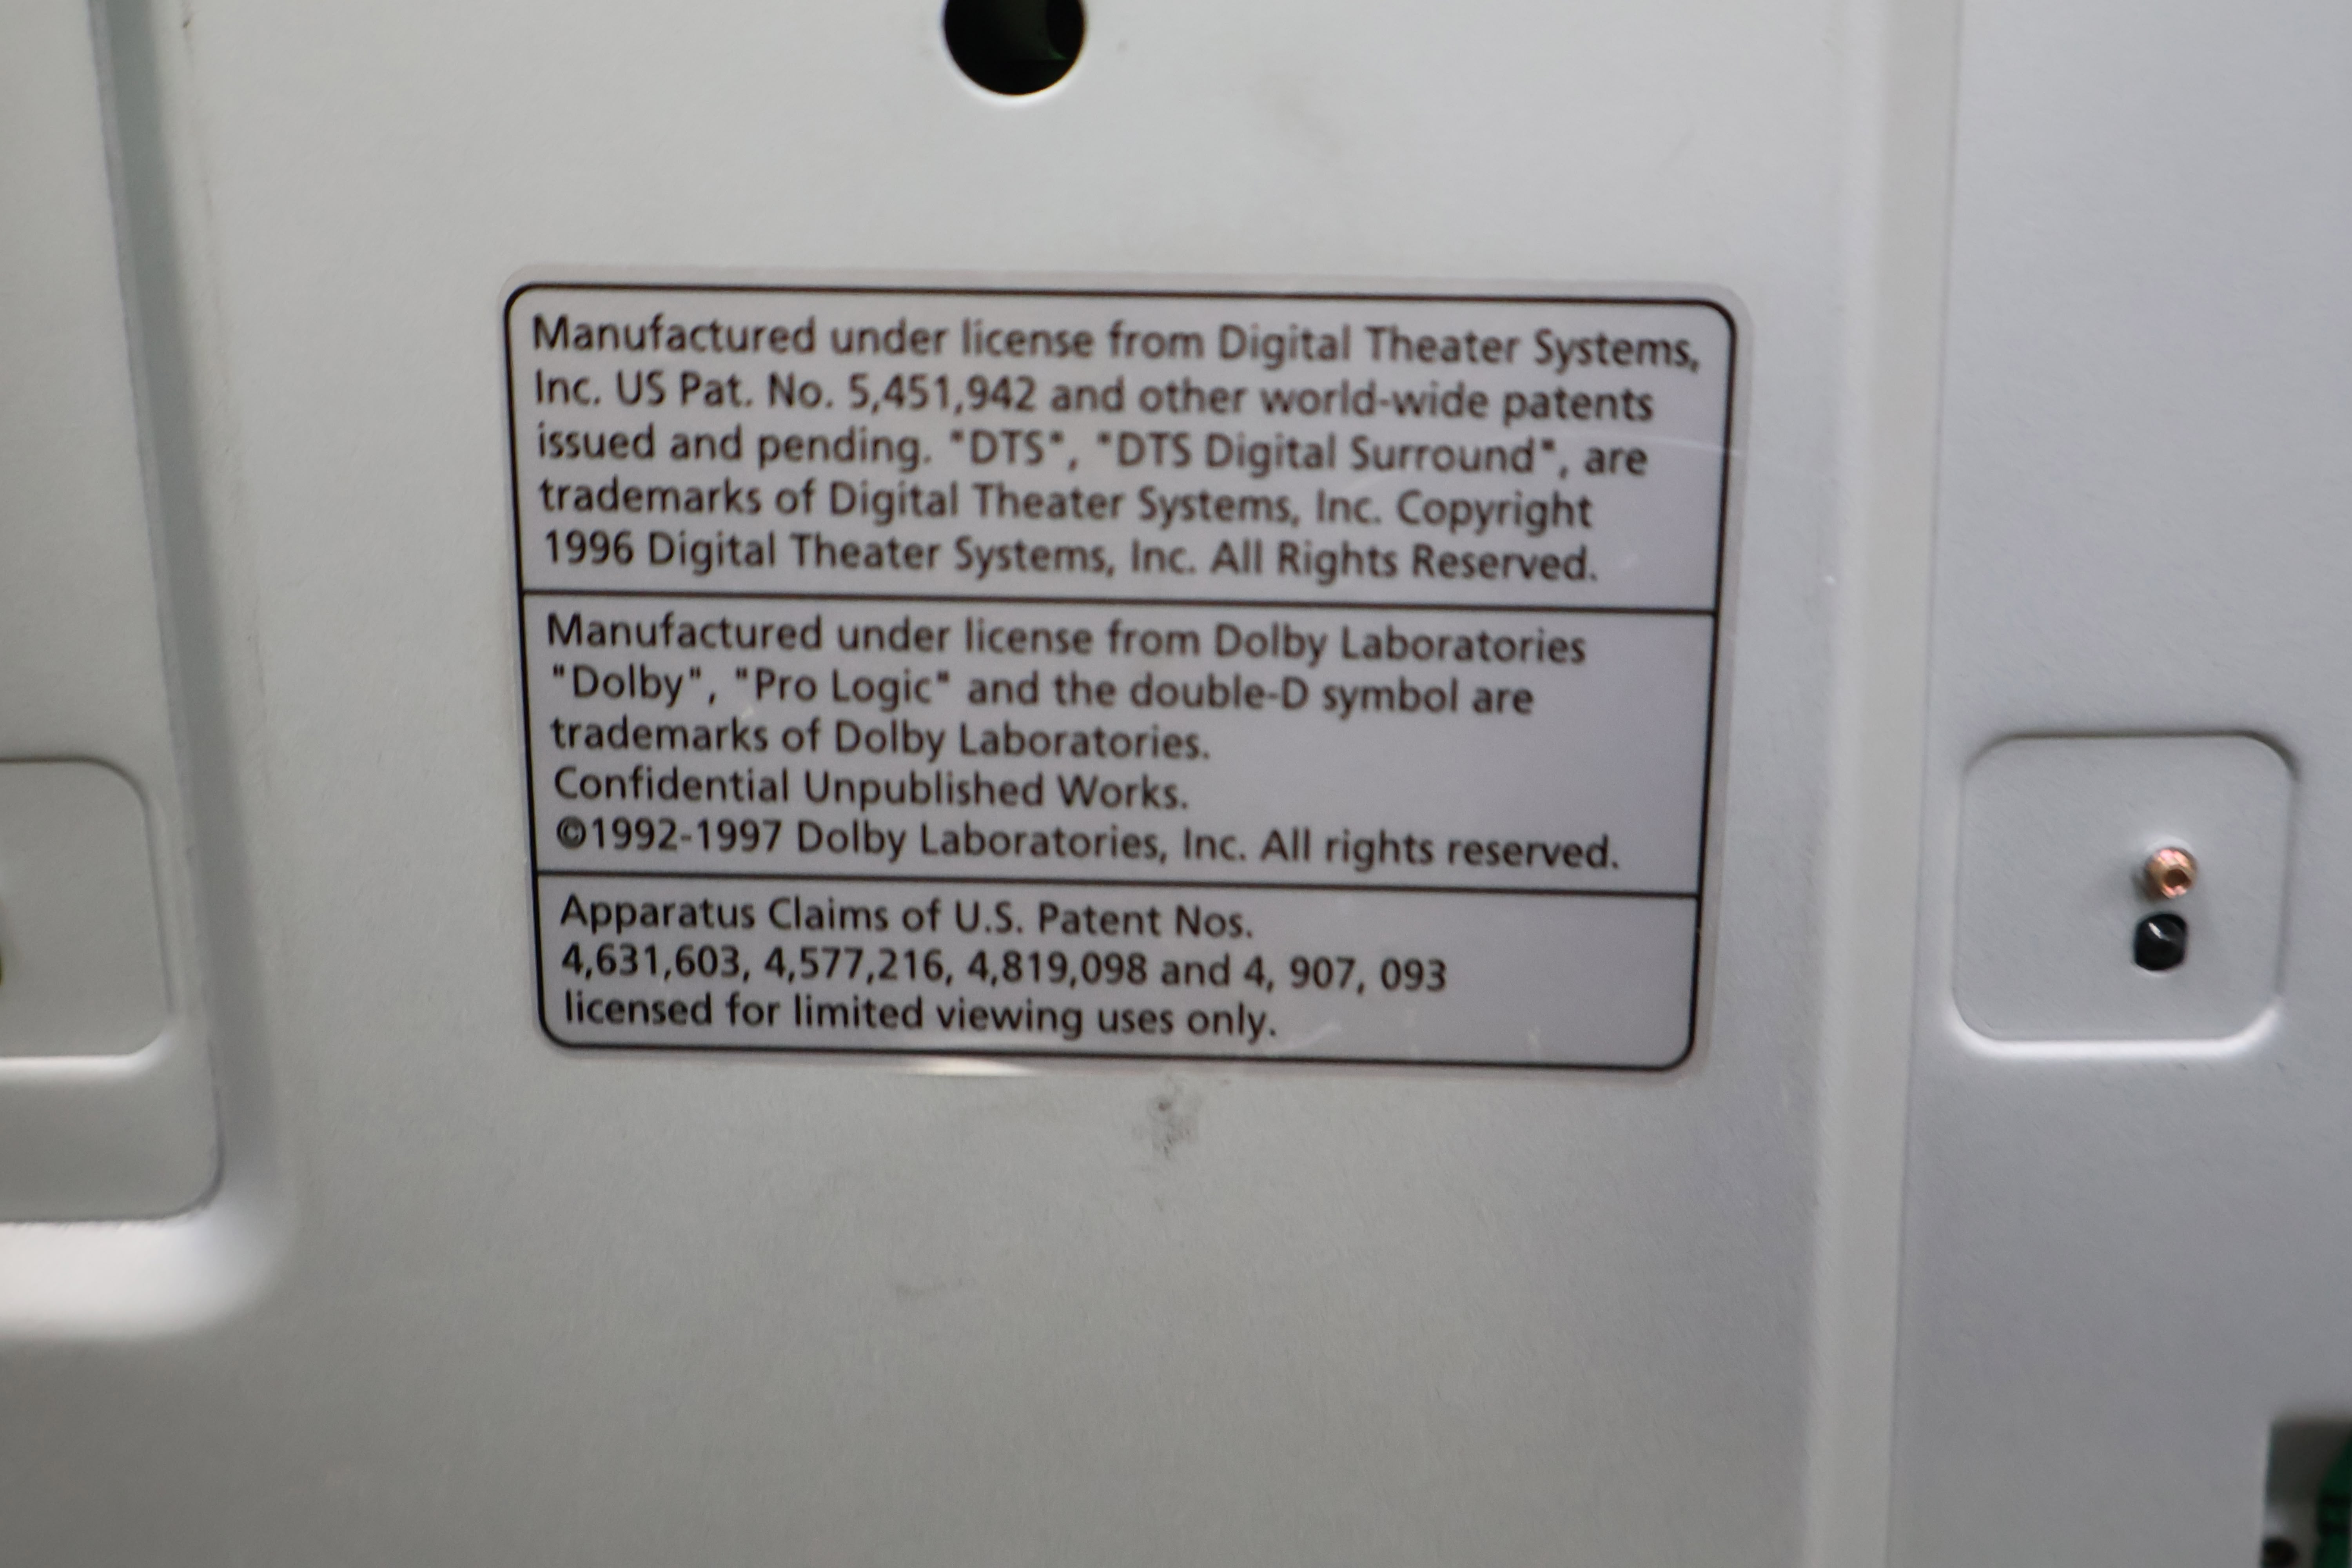 Manufactured under license from Digital Theater Systems,
Inc. US Pat. No. 5,451,942 and other world-wide patents
issued and pending. "DTS", "DTS Digital Surround", are
trademarks of Digital Theater Systems, Inc. Copyright
1996 Digital Theater Systems, Inc. All Rights Reserved.
Manufactured under license from Dolby Laboratories
"Dolby", "Pro Logic" and the double-D symbol are
trademarks of Dolby Laboratories.
Confidential Unpublished Works.
©1992-1997 Dolby Laboratories, Inc. All rights reserved.
Apparatus Claims of U.S. Patent Nos.
4,631,603, 4,577,216, 4,819,098 and 4, 907, 093
licensed for limited viewing uses only.